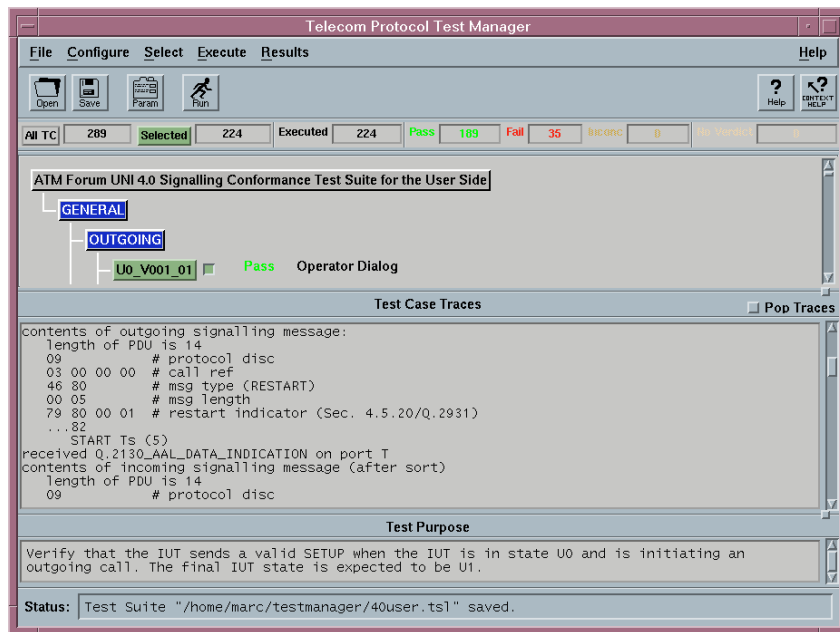 Telecom Protocol Test Manager
File Configure Select Execute Results Help
Open Save Param Run Help CONTEXT HELP
All TC 289 Selected 224 Executed 224 Pass 189 Fail 35 Inconc 0 No Verdict 0
ATM Forum UNI 4.0 Signalling Conformance Test Suite for the User Side
GENERAL
OUTGOING
U0_V001_01 Pass Operator Dialog
Test Case Traces Pop Traces
contents of outgoing signalling message:
length of PDU is 14
09 # protocol disc
03 00 00 00 # call ref
46 80 # msg type (RESTART)
00 05 # msg length
79 80 00 01 # restart indicator (Sec. 4.5.20/Q.2931)
...82
START Ts (5)
received Q.2130_AAL_DATA_INDICATION on port T
contents of incoming signalling message (after sort)
length of PDU is 14
09 # protocol disc
Test Purpose
Verify that the IUT sends a valid SETUP when the IUT is in state U0 and is initiating an
outgoing call. The final IUT state is expected to be U1.
Status: Test Suite "/home/marc/testmanager/40user.tsl" saved.